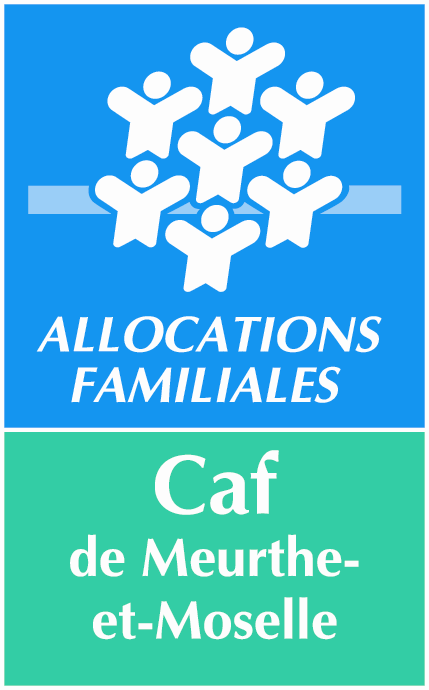 ALLOCATIONS
FAMILIALES
Caf
de Meurthe-
et-Moselle